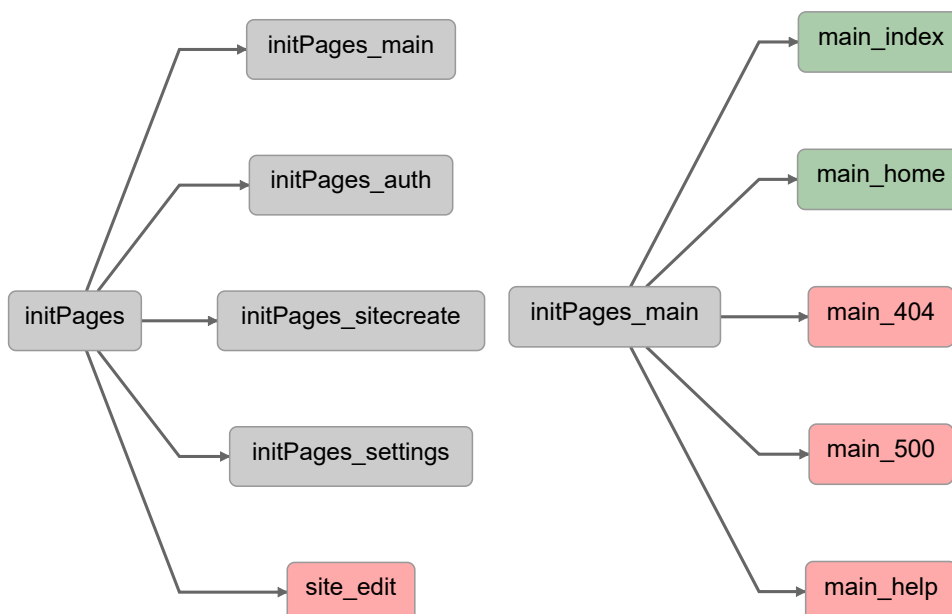 initPages_main
initPages_auth
initPages
initPages_sitecreate
initPages_settings
site_edit
main_index
main_home
initPages_main
main_404
main_500
main_help